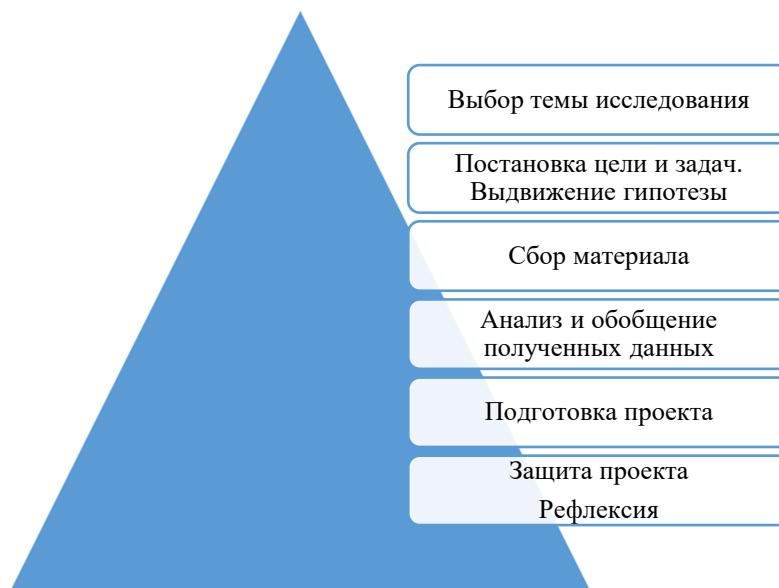 Выбор темы исследования
Постановка цели и задач.
Выдвижение гипотезы
Сбор материала
Анализ и обобщение
полученных данных
Подготовка проекта
Защита проекта
Рефлексия